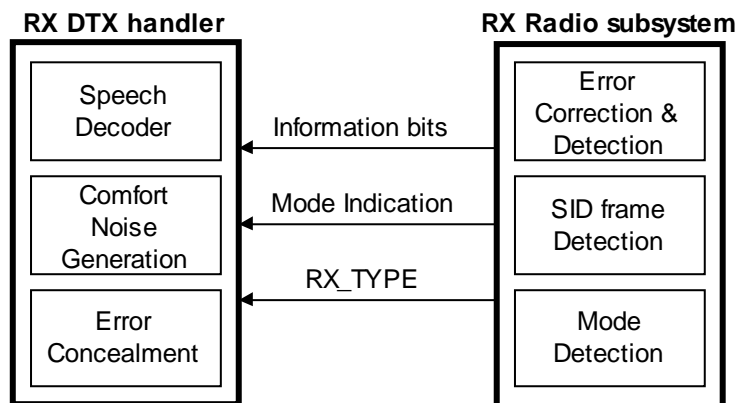 RX DTX handler
RX Radio subsystem
Speech
Decoder
Comfort
Noise
Generation
Error
Concealment
Information bits
Mode Indication
RX_TYPE
Error
Correction &
Detection
SID frame
Detection
Mode
Detection